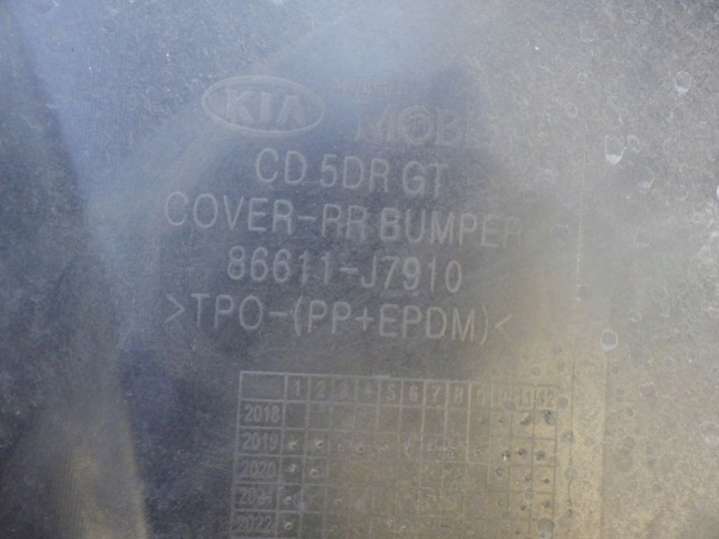 KIA
MOBIS
CD 5DR GT
COVER-RR BUMPER
86611-J7910
>TPO-(PP+EPDM)<
1 2 3 4 5 6 7 8 9 10 11 12
2018
2019
2020
2021
2022